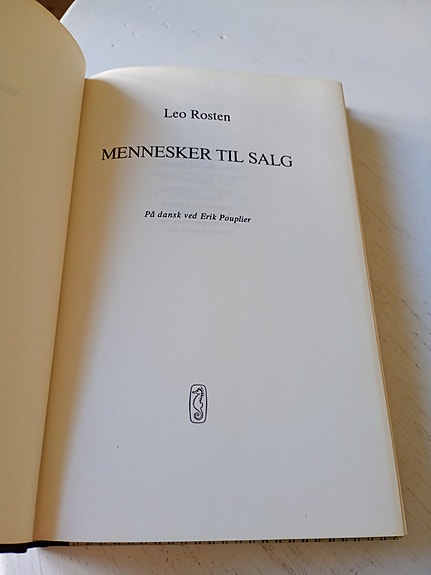 Leo Rosten
MENNESKER TIL SALG
På dansk ved Erik Pouplier